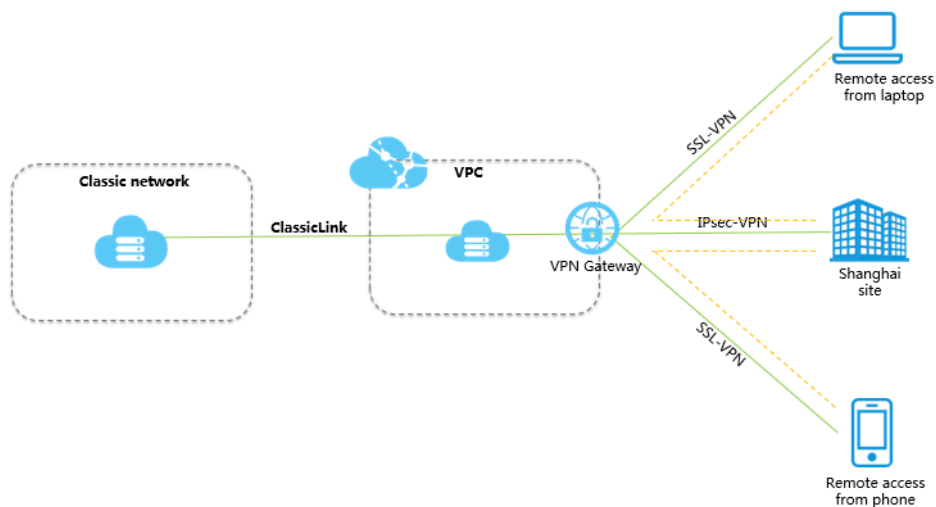 Classic network
ClassicLink
VPC
VPN Gateway
SSL-VPN
Remote access
from laptop
IPsec-VPN
Shanghai
site
SSL-VPN
Remote access
from phone